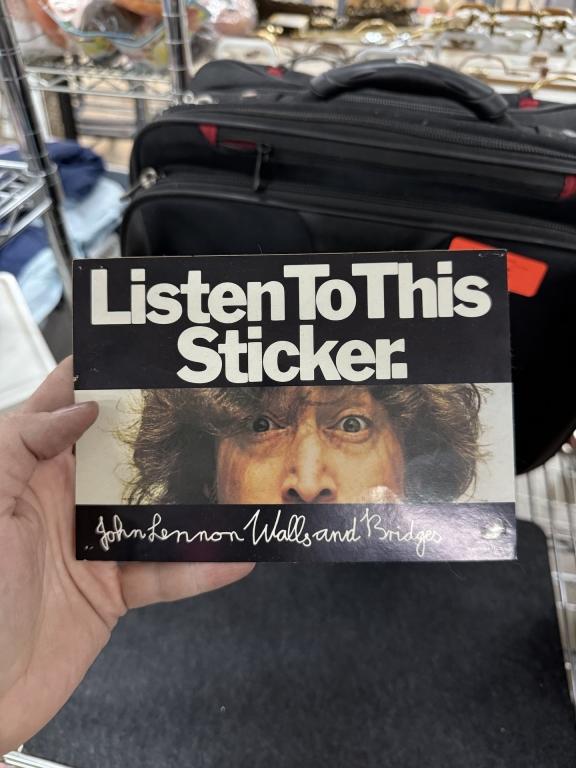 Listen To This
Sticker.
John Lennon Walls and Bridges